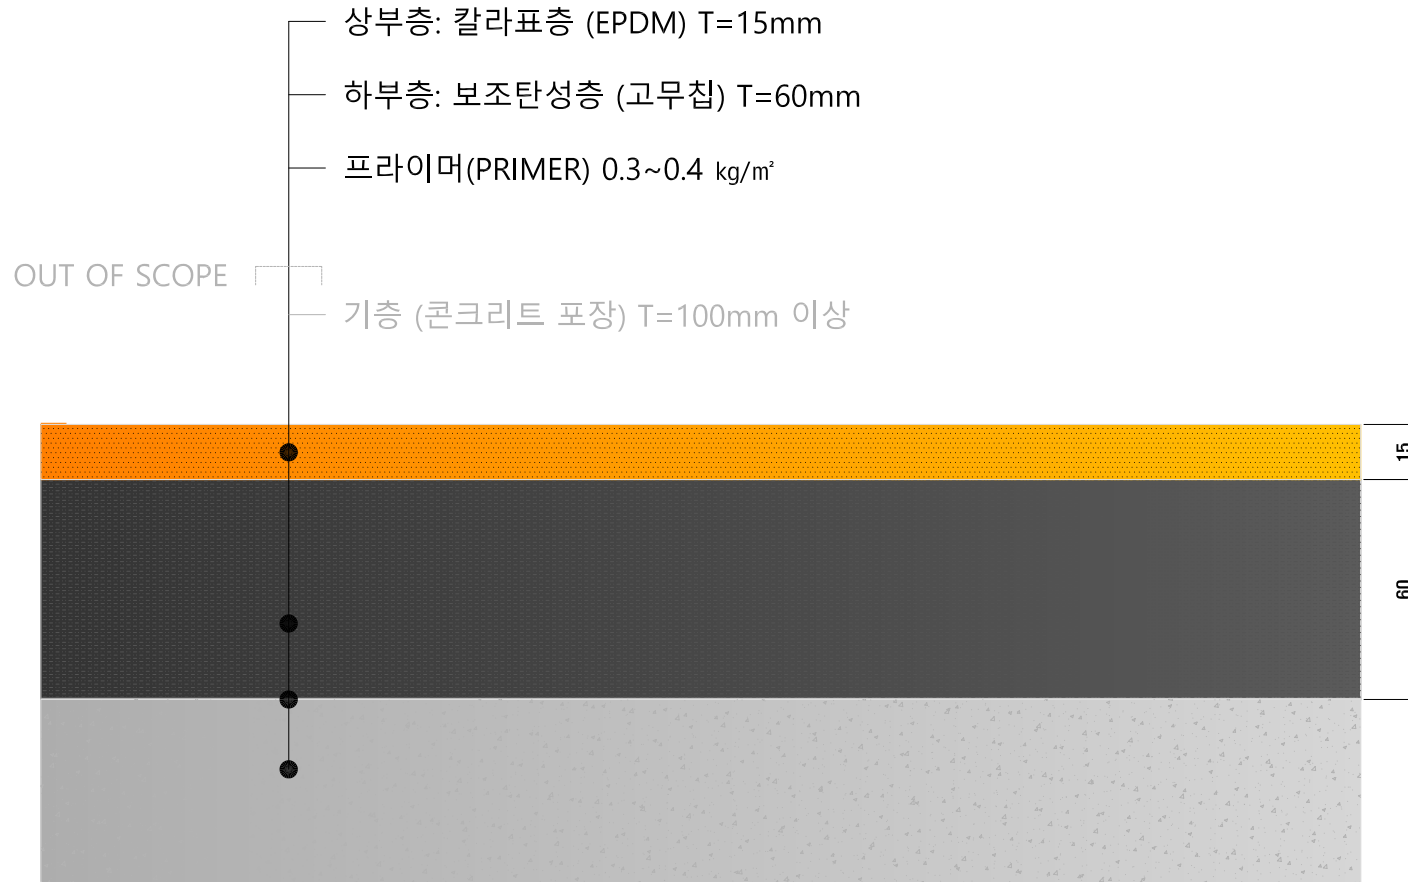 상부층: 칼라표층 (EPDM) T=15mm
하부층: 보조탄성층 (고무칩) T=60mm
프라이머(PRIMER) 0.3~0.4 kg/m²
OUT OF SCOPE
기층 (콘크리트 포장) T=100mm 이상
15
60